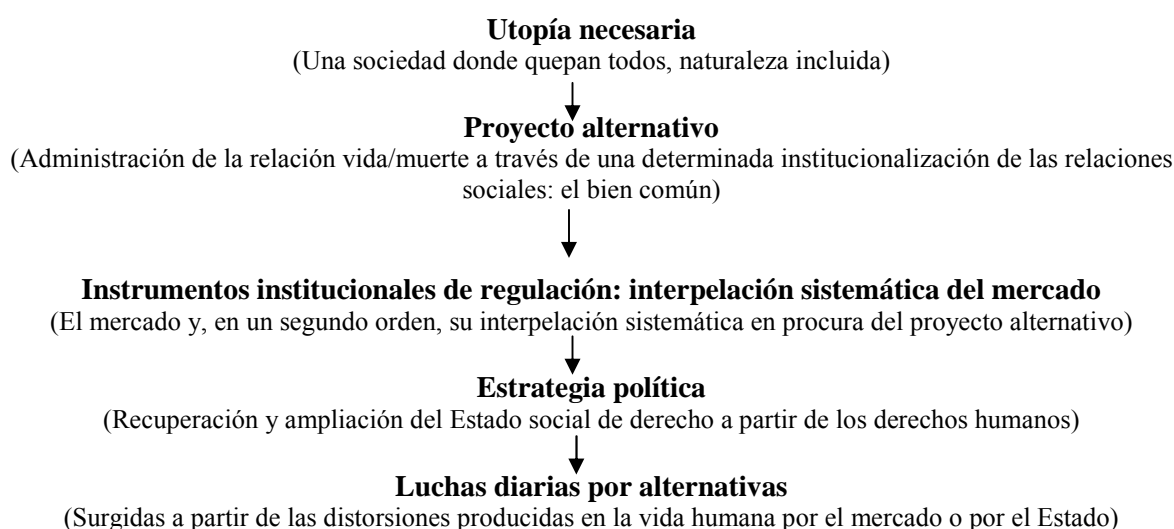 Utopía necesaria
(Una sociedad donde quepan todos, naturaleza incluida)
Proyecto alternativo
(Administración de la relación vida/muerte a través de una determinada institucionalización de las relaciones
sociales: el bien común)
Instrumentos institucionales de regulación: interpelación sistemática del mercado
(El mercado y, en un segundo orden, su interpelación sistemática en procura del proyecto alternativo)
Estrategia política
(Recuperación y ampliación del Estado social de derecho a partir de los derechos humanos)
Luchas diarias por alternativas
(Surgidas a partir de las distorsiones producidas en la vida humana por el mercado o por el Estado)